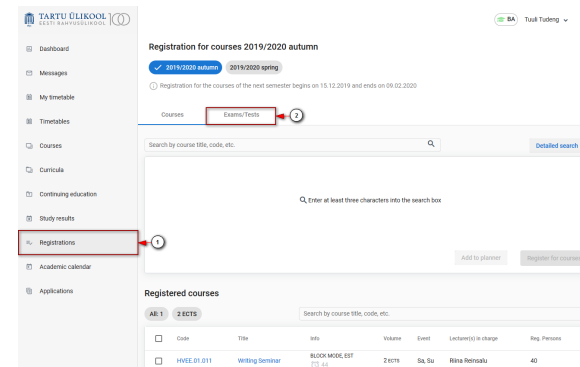 TARTU ÜLIKOOL
EESTI RAHVUSÜLIKOOL 100
BA Tuuli Tudeng
Dashboard
Messages
My timetable
Timetables
Courses
Curricula
Continuing education
Study results
Registrations
Academic calendar
Applications
1
Registration for courses 2019/2020 autumn
2019/2020 autumn 2019/2020 spring
Registration for the courses of the next semester begins on 15.12.2019 and ends on 09.02.2020
Courses Exams/Tests 2
Search by course title, code, etc. Detailed search
Enter at least three characters into the search box
Add to planner Register for courses
Registered courses
All: 1 2 ECTS Search by course title, code, etc.
Code Title Info Volume Event Lecturer(s) in charge Reg. Persons
HVEE.01.011 Writing Seminar BLOCK MODE, EST 2 ECTS Sa, Su Riina Reinsalu 40
44